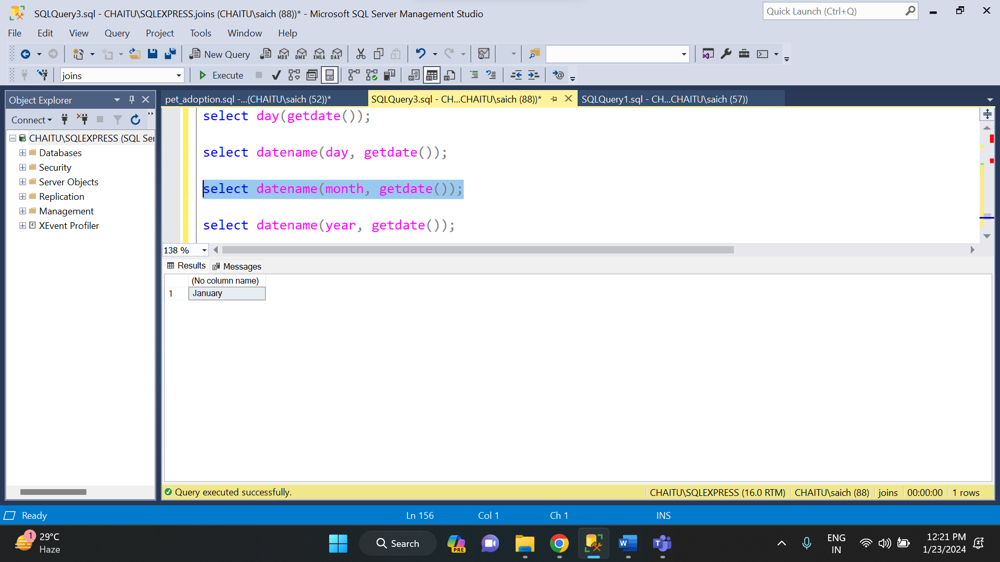 SQLQuery3.sql - CHAITU\SQLEXPRESS.joins (CHAITU\saich (88))* - Microsoft SQL Server Management Studio
Quick Launch (Ctrl+Q)
File Edit View Query Project Tools Window Help
New Query
MDX DMX XMLA DAX
joins
Execute
Object Explorer
pet_adoption.sql -...(CHAITU\saich (52))*
SQLQuery3.sql - CH...CHAITU\saich (88))*
SQLQuery1.sql - CH...CHAITU\saich (57))
Connect
CHAITU\SQLEXPRESS (SQL Ser
Databases
Security
Server Objects
Replication
Management
XEvent Profiler
select day(getdate());
select datename(day, getdate());
select datename(month, getdate());
select datename(year, getdate());
138 %
Results
Messages
(No column name)
1 January
Query executed successfully.
CHAITU\SQLEXPRESS (16.0 RTM)
CHAITU\saich (88)
joins
00:00:00
1 rows
Ready
Ln 156
Col 1
Ch 1
INS
1
29°C
Haze
Search
PRE
ENG
IN
12:21 PM
1/23/2024